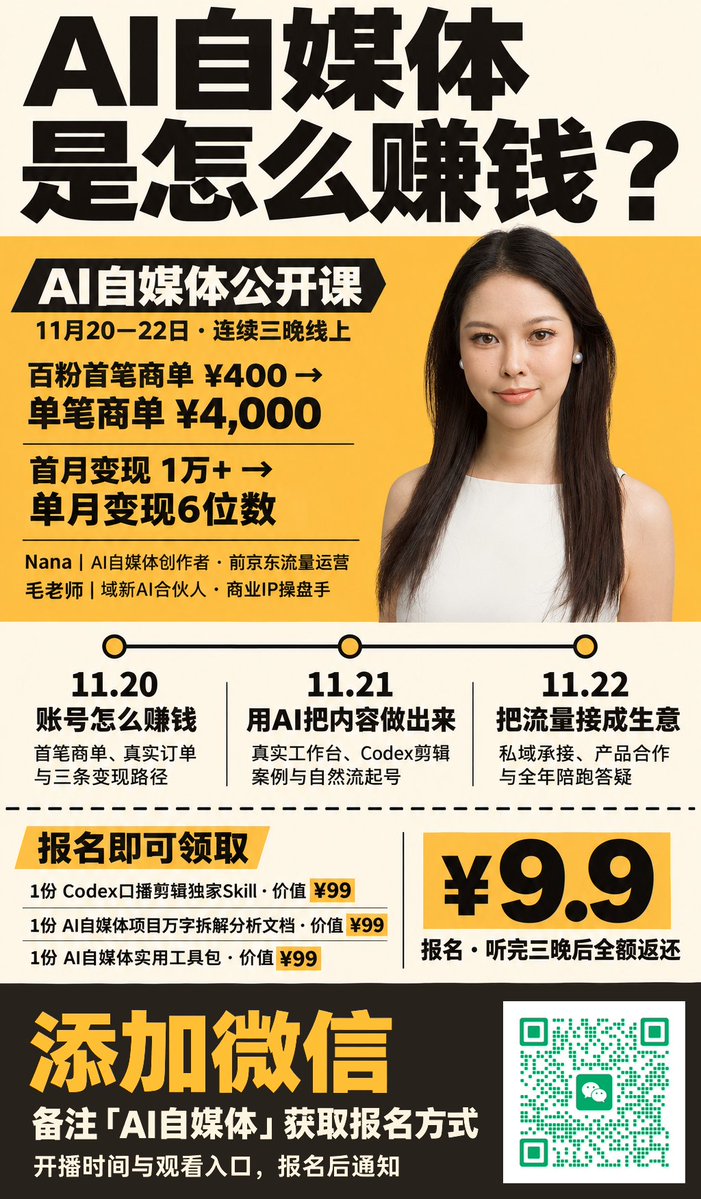 AI自媒体
是怎么赚钱?
AI自媒体公开课
11月20—22日·连续三晚线上
百粉首笔商单 ¥400 →
单笔商单 ¥4,000
首月变现 1万+ →
单月变现6位数
Nana | AI自媒体创作者·前京东流量运营
毛老师 | 域新AI合伙人·商业IP操盘手
11.20
账号怎么赚钱
首笔商单、真实订单
与三条变现路径
11.21
用AI把内容做出来
真实工作台、Codex剪辑
案例与自然流起号
11.22
把流量接成生意
私域承接、产品合作
与全年陪跑答疑
报名即可领取
1份 Codex口播剪辑独家Skill·价值 ¥99
1份 AI自媒体项目万字拆解分析文档·价值 ¥99
1份 AI自媒体实用工具包·价值 ¥99
¥9.9
报名·听完三晚后全额返还
添加微信
备注「AI自媒体」获取报名方式
开播时间与观看入口，报名后通知